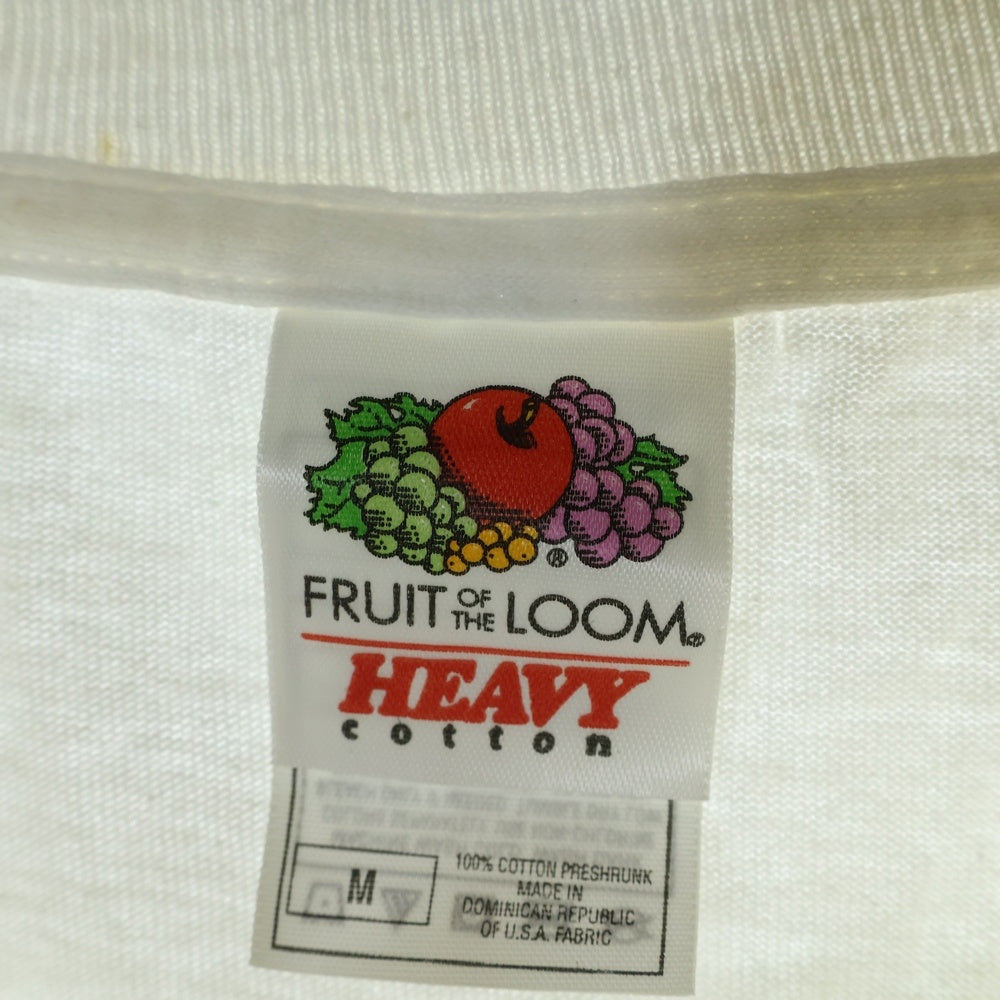 ®
FRUIT OF THE LOOM®
HEAVY
cotton
M
100% COTTON PRESHRUNK
MADE IN
DOMINICAN REPUBLIC
OF U.S.A. FABRIC